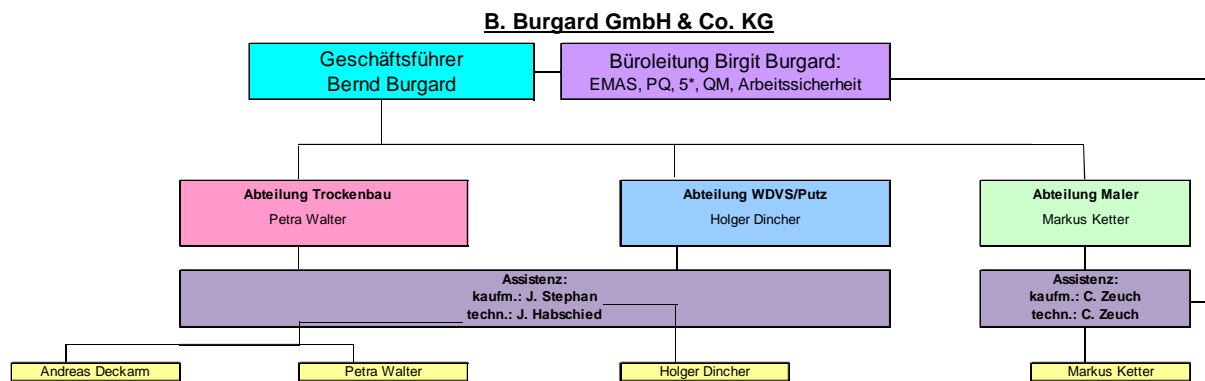 B. Burgard GmbH & Co. KG
Geschäftsführer
Bernd Burgard
Büroleitung Birgit Burgard:
EMAS, PQ, 5*, QM, Arbeitssicherheit
Abteilung Trockenbau
Petra Walter
Abteilung WDVS/Putz
Holger Dincher
Abteilung Maler
Markus Ketter
Assistenz:
kaufm.: J. Stephan
techn.: J. Habschied
Assistenz:
kaufm.: C. Zeuch
techn.: C. Zeuch
Andreas Deckarm
Petra Walter
Holger Dincher
Markus Ketter